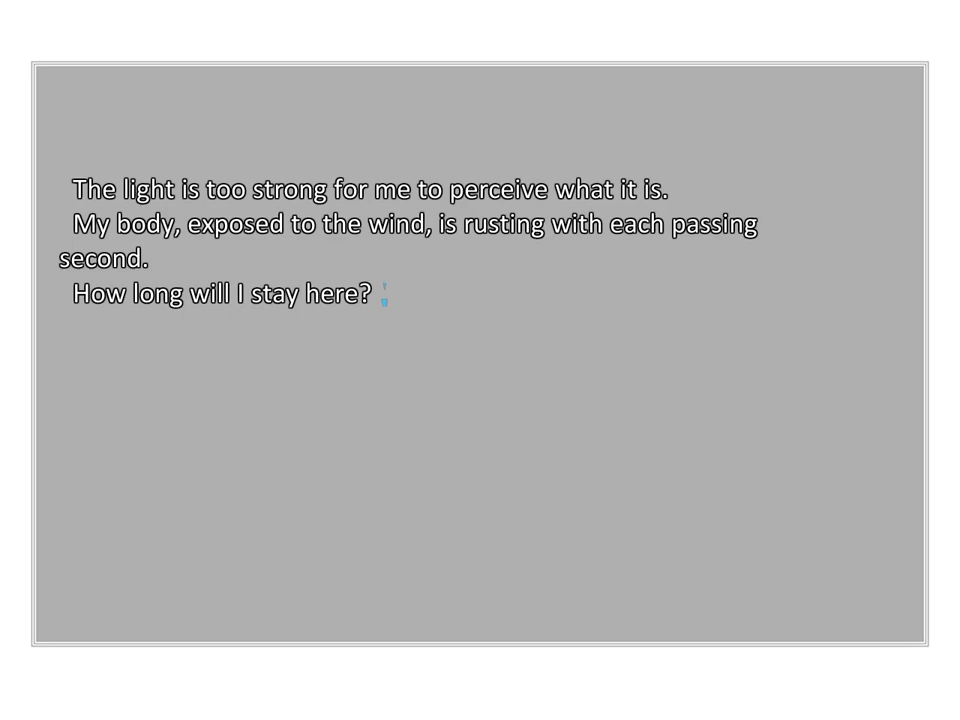 The light is too strong for me to perceive what it is.
My body, exposed to the wind, is rusting with each passing
second.
How long will I stay here?